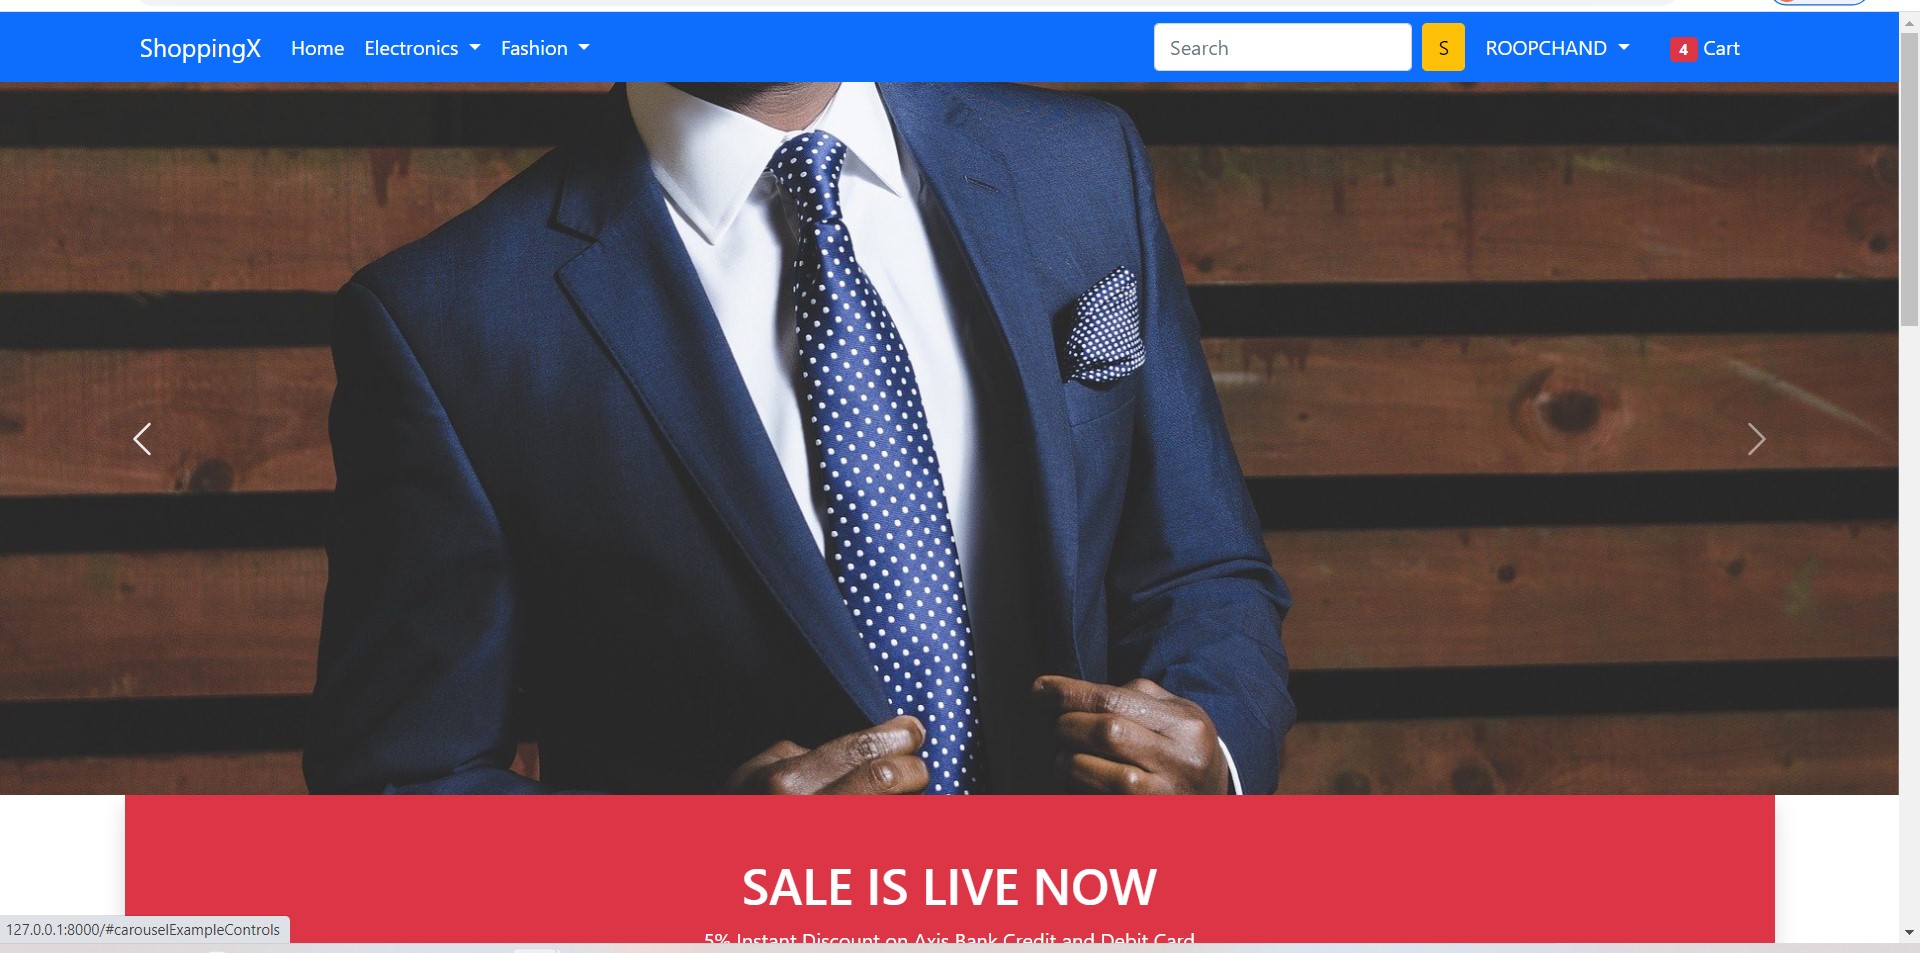 ShoppingX Home Electronics Fashion Search S ROOPCHAND 4 Cart
SALE IS LIVE NOW
5% Instant Discount on Axis Bank Credit and Debit Card
127.0.0.1:8000/#carouselExampleControls